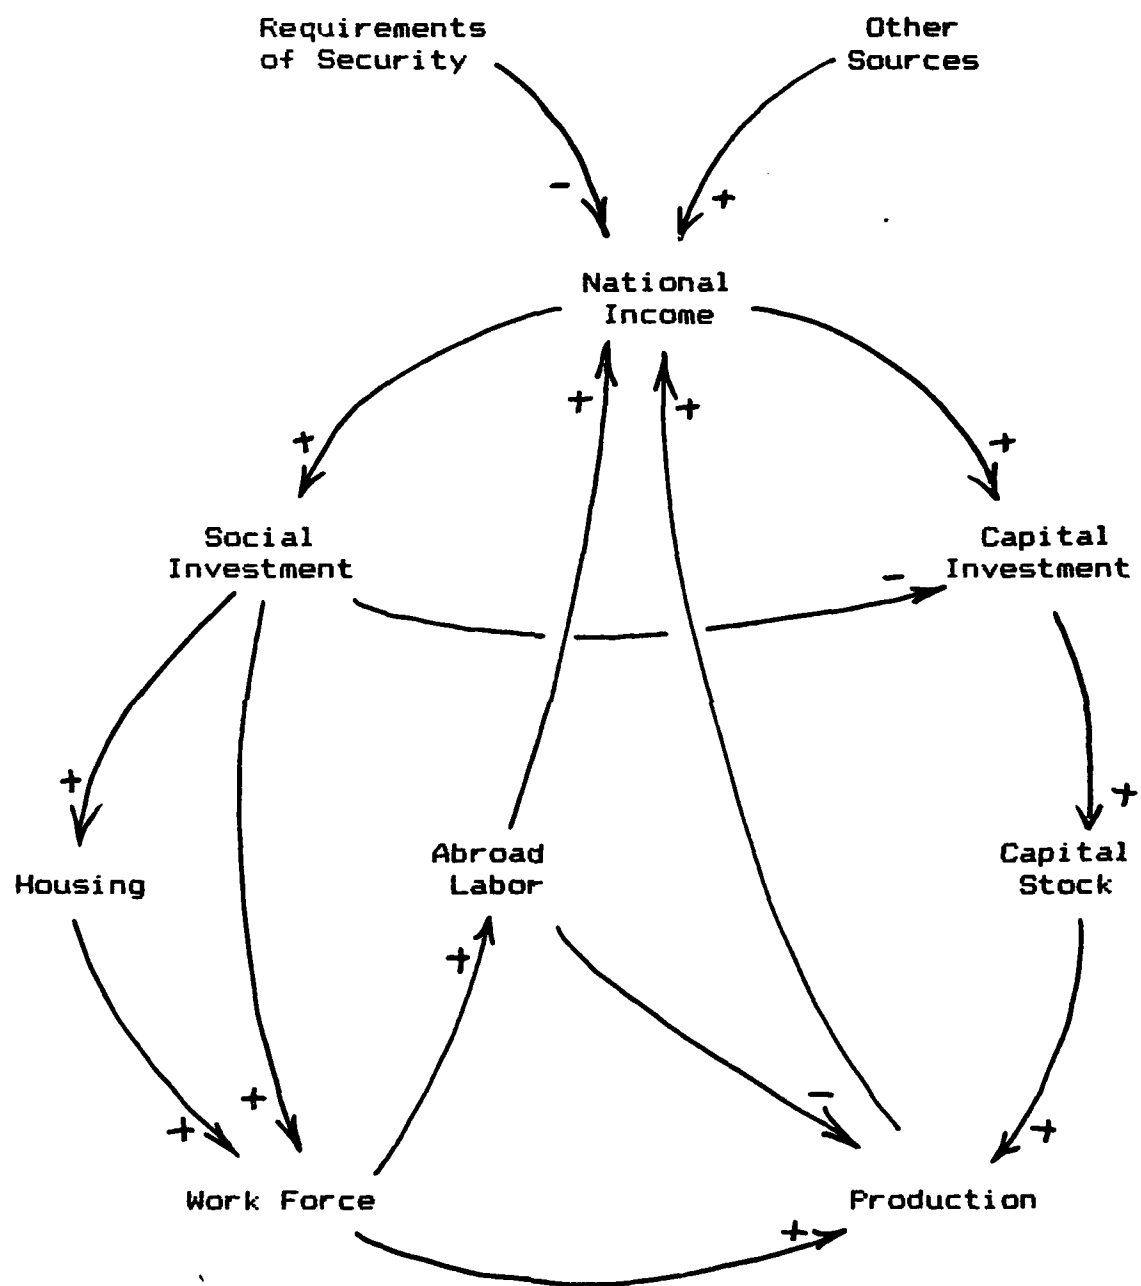 Requirements
of Security
Other
Sources
-
+
National
Income
+
+
+
+
Social
Investment
Capital
Investment
-
+
+
Abroad
Labor
Capital
Stock
Housing
+
+
+
-
+
Work Force
Production
+